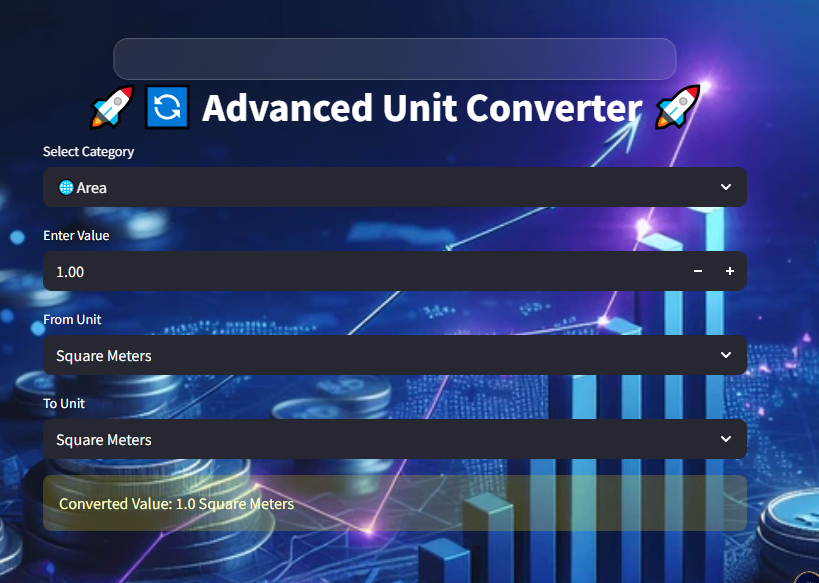 Advanced Unit Converter
Select Category
Area
Enter Value
1.00
From Unit
Square Meters
To Unit
Square Meters
Converted Value: 1.0 Square Meters